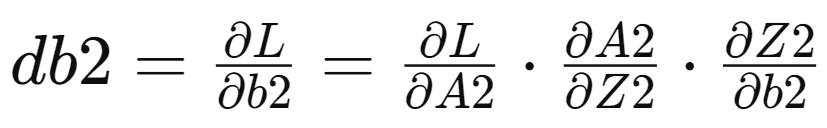 db2 = ∂L/∂b2 = ∂L/∂A2 · ∂A2/∂Z2 · ∂Z2/∂b2